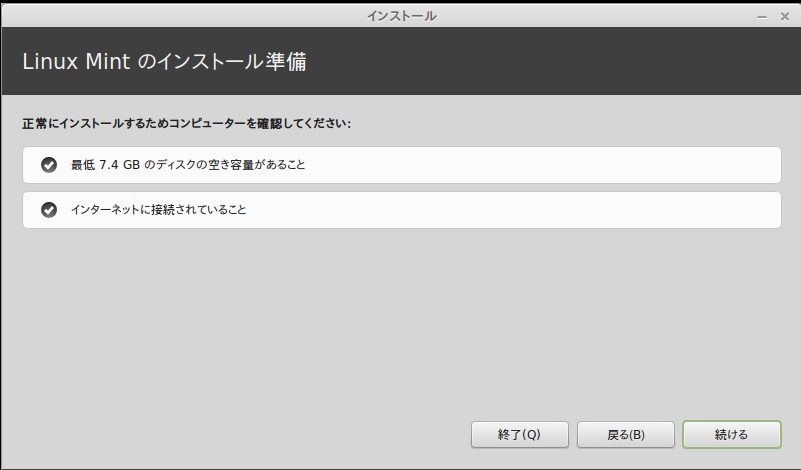 インストール
Linux Mint のインストール準備
正常にインストールするためコンピューターを確認してください:
最低 7.4 GB のディスクの空き容量があること
インターネットに接続されていること
終了(Q)
戻る(B)
続ける